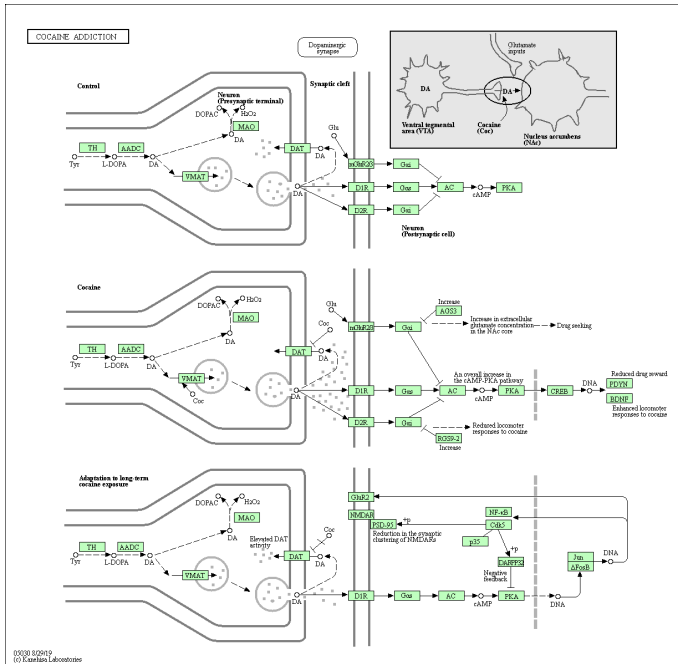 COCAINE ADDICTION
Dopaminergic
synapse
Glutamate
inputs
DA
DA
Ventral tegmental
area (VTA)
Cocaine
(Coc)
Nucleus accumbens
(NAc)
Control
Neuron
(Presynaptic terminal)
Synaptic cleft
DOPAC
H2O2
MAO
DA
Glu
TH
AADC
DAT
DA
Tyr
L-DOPA
DA
VMAT
mGluR2/3
Gαi
DA
D1R
Gαs
AC
cAMP
PKA
D2R
Gαi
Neuron
(Postsynaptic cell)
Cocaine
DOPAC
H2O2
MAO
DA
Glu
Coc
TH
AADC
DAT
DA
Tyr
L-DOPA
DA
VMAT
Coc
DA
mGluR2/3
Gαi
Increase
AGS3
Increase in extracellular
glutamate concentration
in the NAc core
Drug seeking
An overall increase in
the cAMP-PKA pathway
D1R
Gαs
AC
cAMP
PKA
CREB
DNA
Reduced drug reward
PDYN
BDNF
Enhanced locomotor
responses to cocaine
D2R
Gαi
Reduced locomotor
responses to cocaine
RGS9-2
Increase
Adaptation to long-term
cocaine exposure
DOPAC
H2O2
MAO
DA
Elevated DAT
activity
Coc
TH
AADC
DAT
DA
Tyr
L-DOPA
DA
VMAT
DA
GluR2
NMDAR
PSD-95
+p
Reduction in the synaptic
clustering of NMDARs
NF-κB
Cdk5
p35
+p
DARPP32
Negative
feedback
Jun
ΔFosB
DNA
D1R
Gαs
AC
cAMP
PKA
DNA
05030 8/29/19
(c) Kanehisa Laboratories